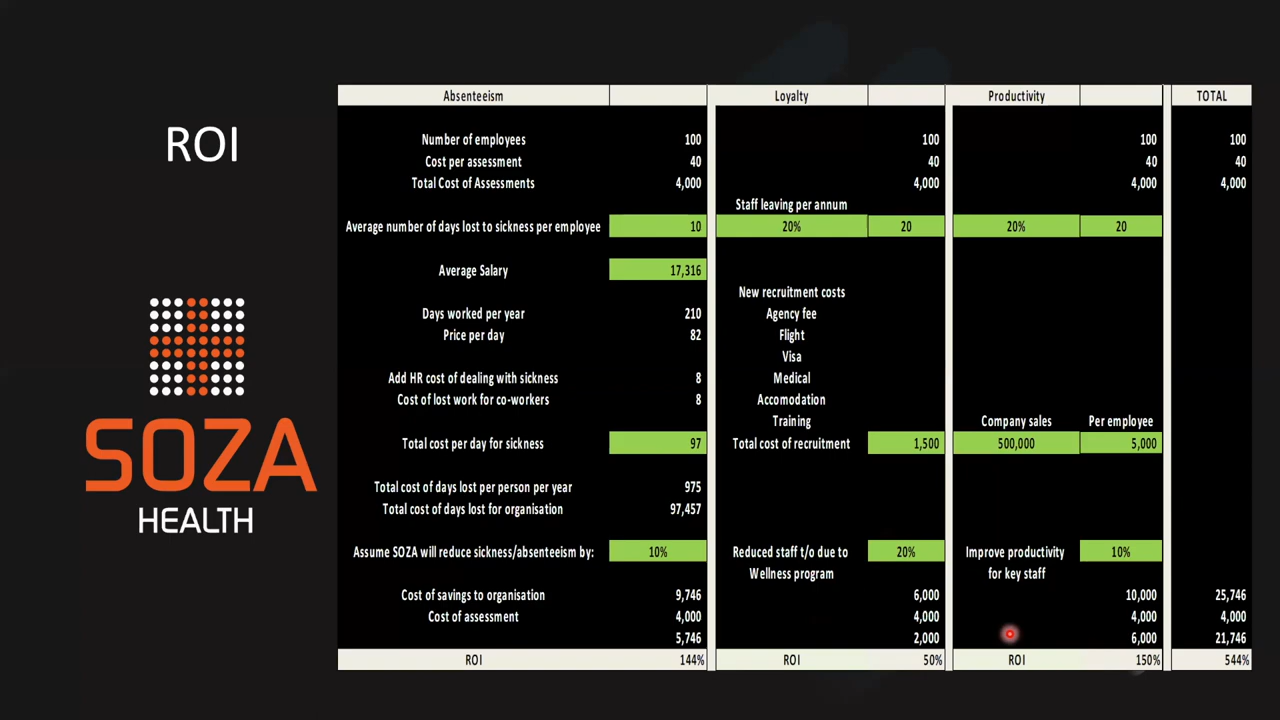 ROI
SOZA
HEALTH
Absenteeism Loyalty Productivity TOTAL
Number of employees 100 100 100 100
Cost per assessment 40 40 40 40
Total Cost of Assessments 4,000 4,000 4,000 4,000
Staff leaving per annum
Average number of days lost to sickness per employee 10 20% 20 20% 20
Average Salary 17,316
New recruitment costs
Days worked per year 210 Agency fee
Price per day 82 Flight
Visa
Add HR cost of dealing with sickness 8 Medical
Cost of lost work for co-workers 8 Accomodation
Training Company sales Per employee
Total cost per day for sickness 97 Total cost of recruitment 1,500 500,000 5,000
Total cost of days lost per person per year 975
Total cost of days lost for organisation 97,457
Assume SOZA will reduce sickness/absenteeism by: 10% Reduced staff t/o due to 20% Improve productivity 10%
Wellness program for key staff
Cost of savings to organisation 9,746 6,000 10,000 25,746
Cost of assessment 4,000 4,000 4,000 4,000
5,746 2,000 6,000 21,746
ROI 144% ROI 50% ROI 150% 544%